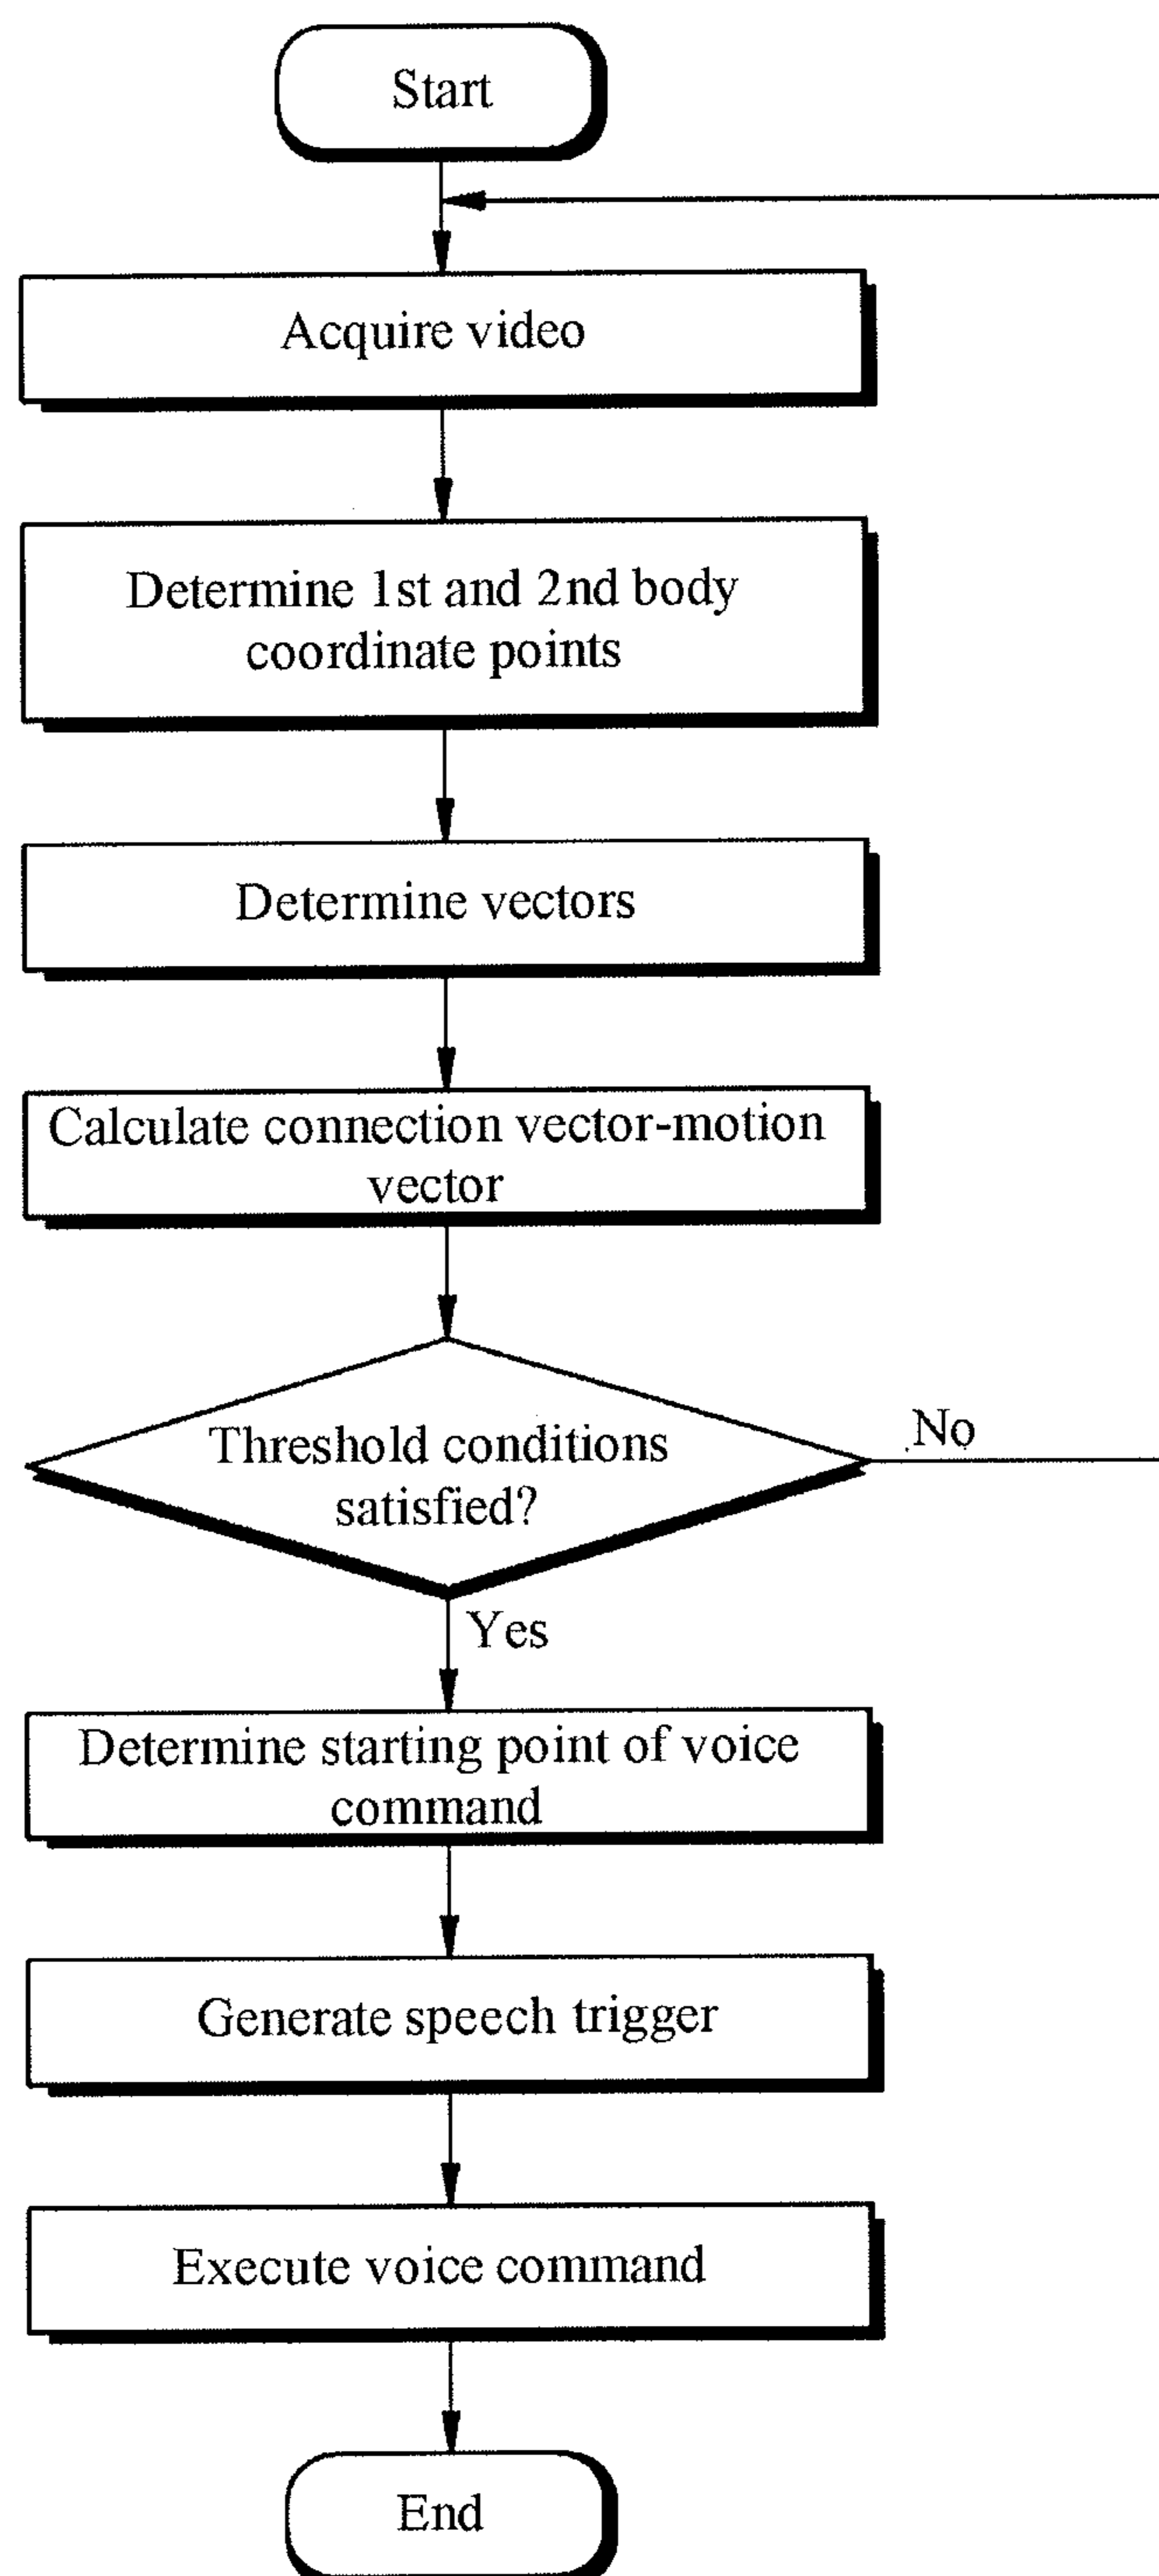 Start
Acquire video
Determine 1st and 2nd body
coordinate points
Determine vectors
Calculate connection vector-motion
vector
Threshold conditions
satisfied?
No
Yes
Determine starting point of voice
command
Generate speech trigger
Execute voice command
End